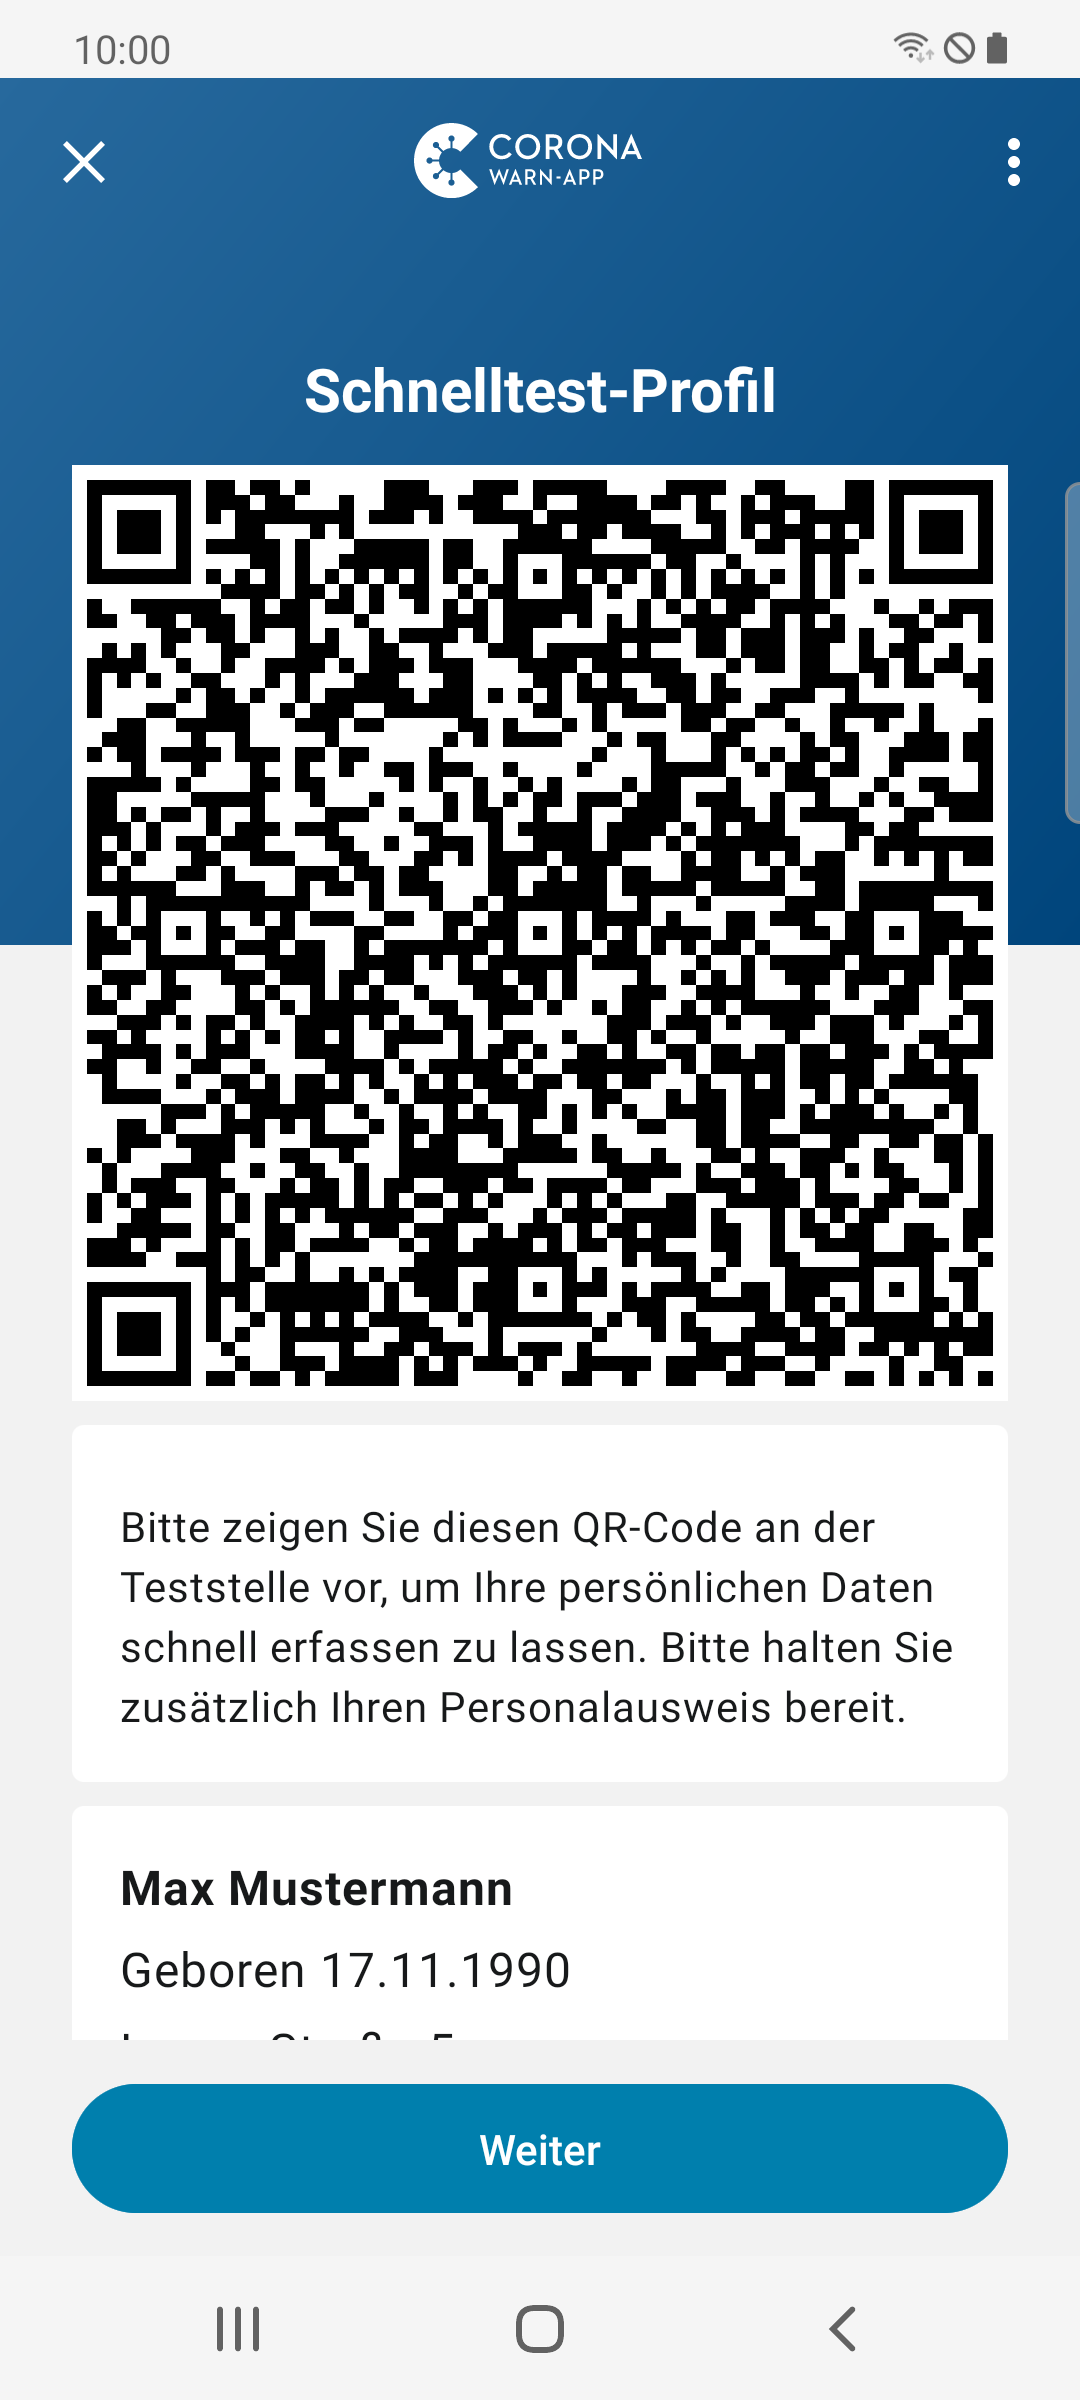 10:00
CORONA
WARN-APP
Schnelltest-Profil
Bitte zeigen Sie diesen QR-Code an der
Teststelle vor, um Ihre persönlichen Daten
schnell erfassen zu lassen. Bitte halten Sie
zusätzlich Ihren Personalausweis bereit.
Max Mustermann
Geboren 17.11.1990
Weiter